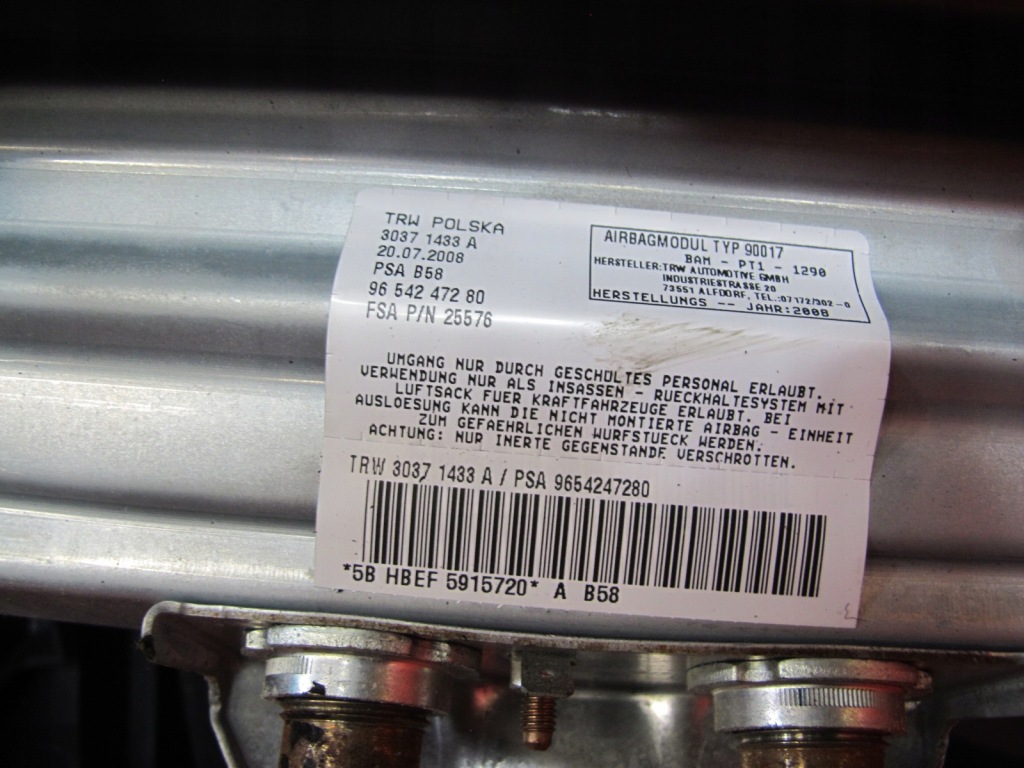 TRW POLSKA
3037 1433 A
20.07.2008
PSA B58
96 542 472 80
FSA P/N 25576
AIRBAGMODUL TYP 90017
BAM - PT1 - 1290
HERSTELLER:TRW AUTOMOTIVE GMBH
INDUSTRIESTRASSE 20
73551 ALFDORF, TEL.:07172/302-0
HERSTELLUNGS -- JAHR:2008
UMGANG NUR DURCH GESCHULTES PERSONAL ERLAUBT.
VERWENDUNG NUR ALS INSASSEN - RUECKHALTESYSTEM MIT
LUFTSACK FUER KRAFTFAHRZEUGE ERLAUBT. BEI
AUSLOESUNG KANN DIE NICHT MONTIERTE AIRBAG - EINHEIT
ZUM GEFAEHRLICHEN WURFSTUECK WERDEN.
ACHTUNG: NUR INERTE GEGENSTANDE VERSCHROTTEN.
TRW 3037 1433 A / PSA 9654247280
*5B HBEF 5915720* A B58